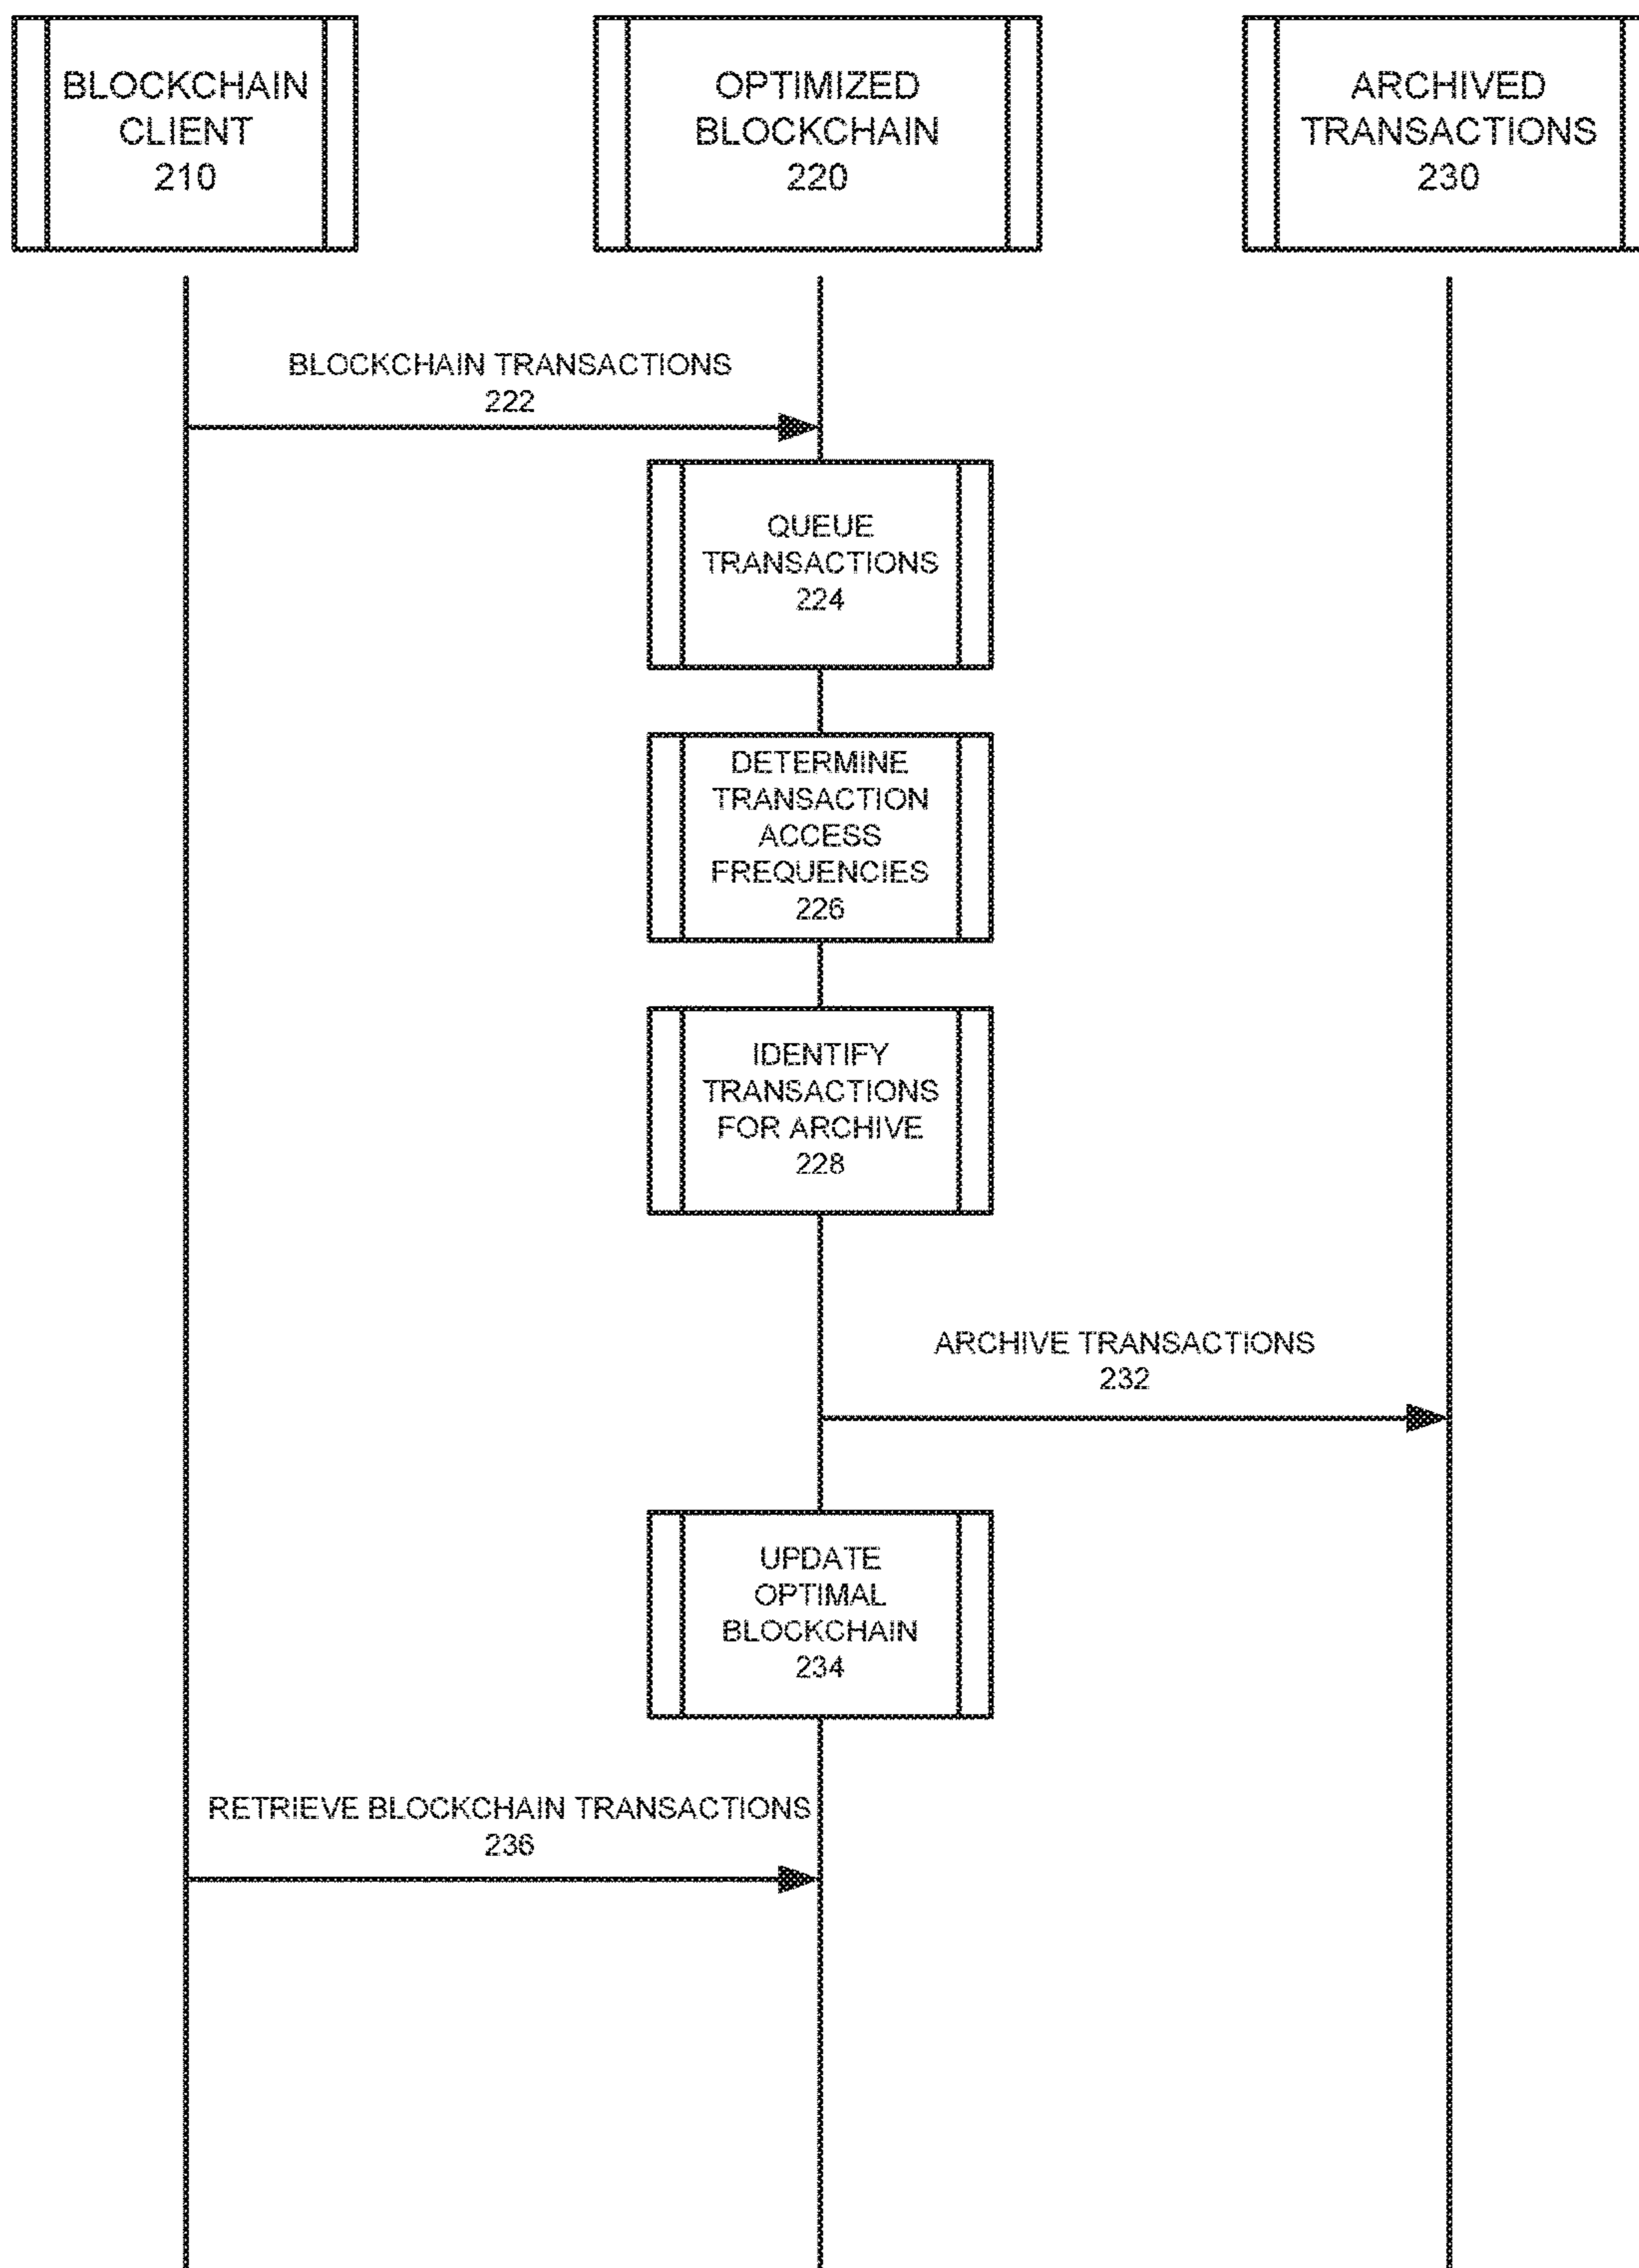 BLOCKCHAIN
CLIENT
210
OPTIMIZED
BLOCKCHAIN
220
ARCHIVED
TRANSACTIONS
230
BLOCKCHAIN TRANSACTIONS
222
QUEUE
TRANSACTIONS
224
DETERMINE
TRANSACTION
ACCESS
FREQUENCIES
226
IDENTIFY
TRANSACTIONS
FOR ARCHIVE
228
ARCHIVE TRANSACTIONS
232
UPDATE
OPTIMAL
BLOCKCHAIN
234
RETRIEVE BLOCKCHAIN TRANSACTIONS
236